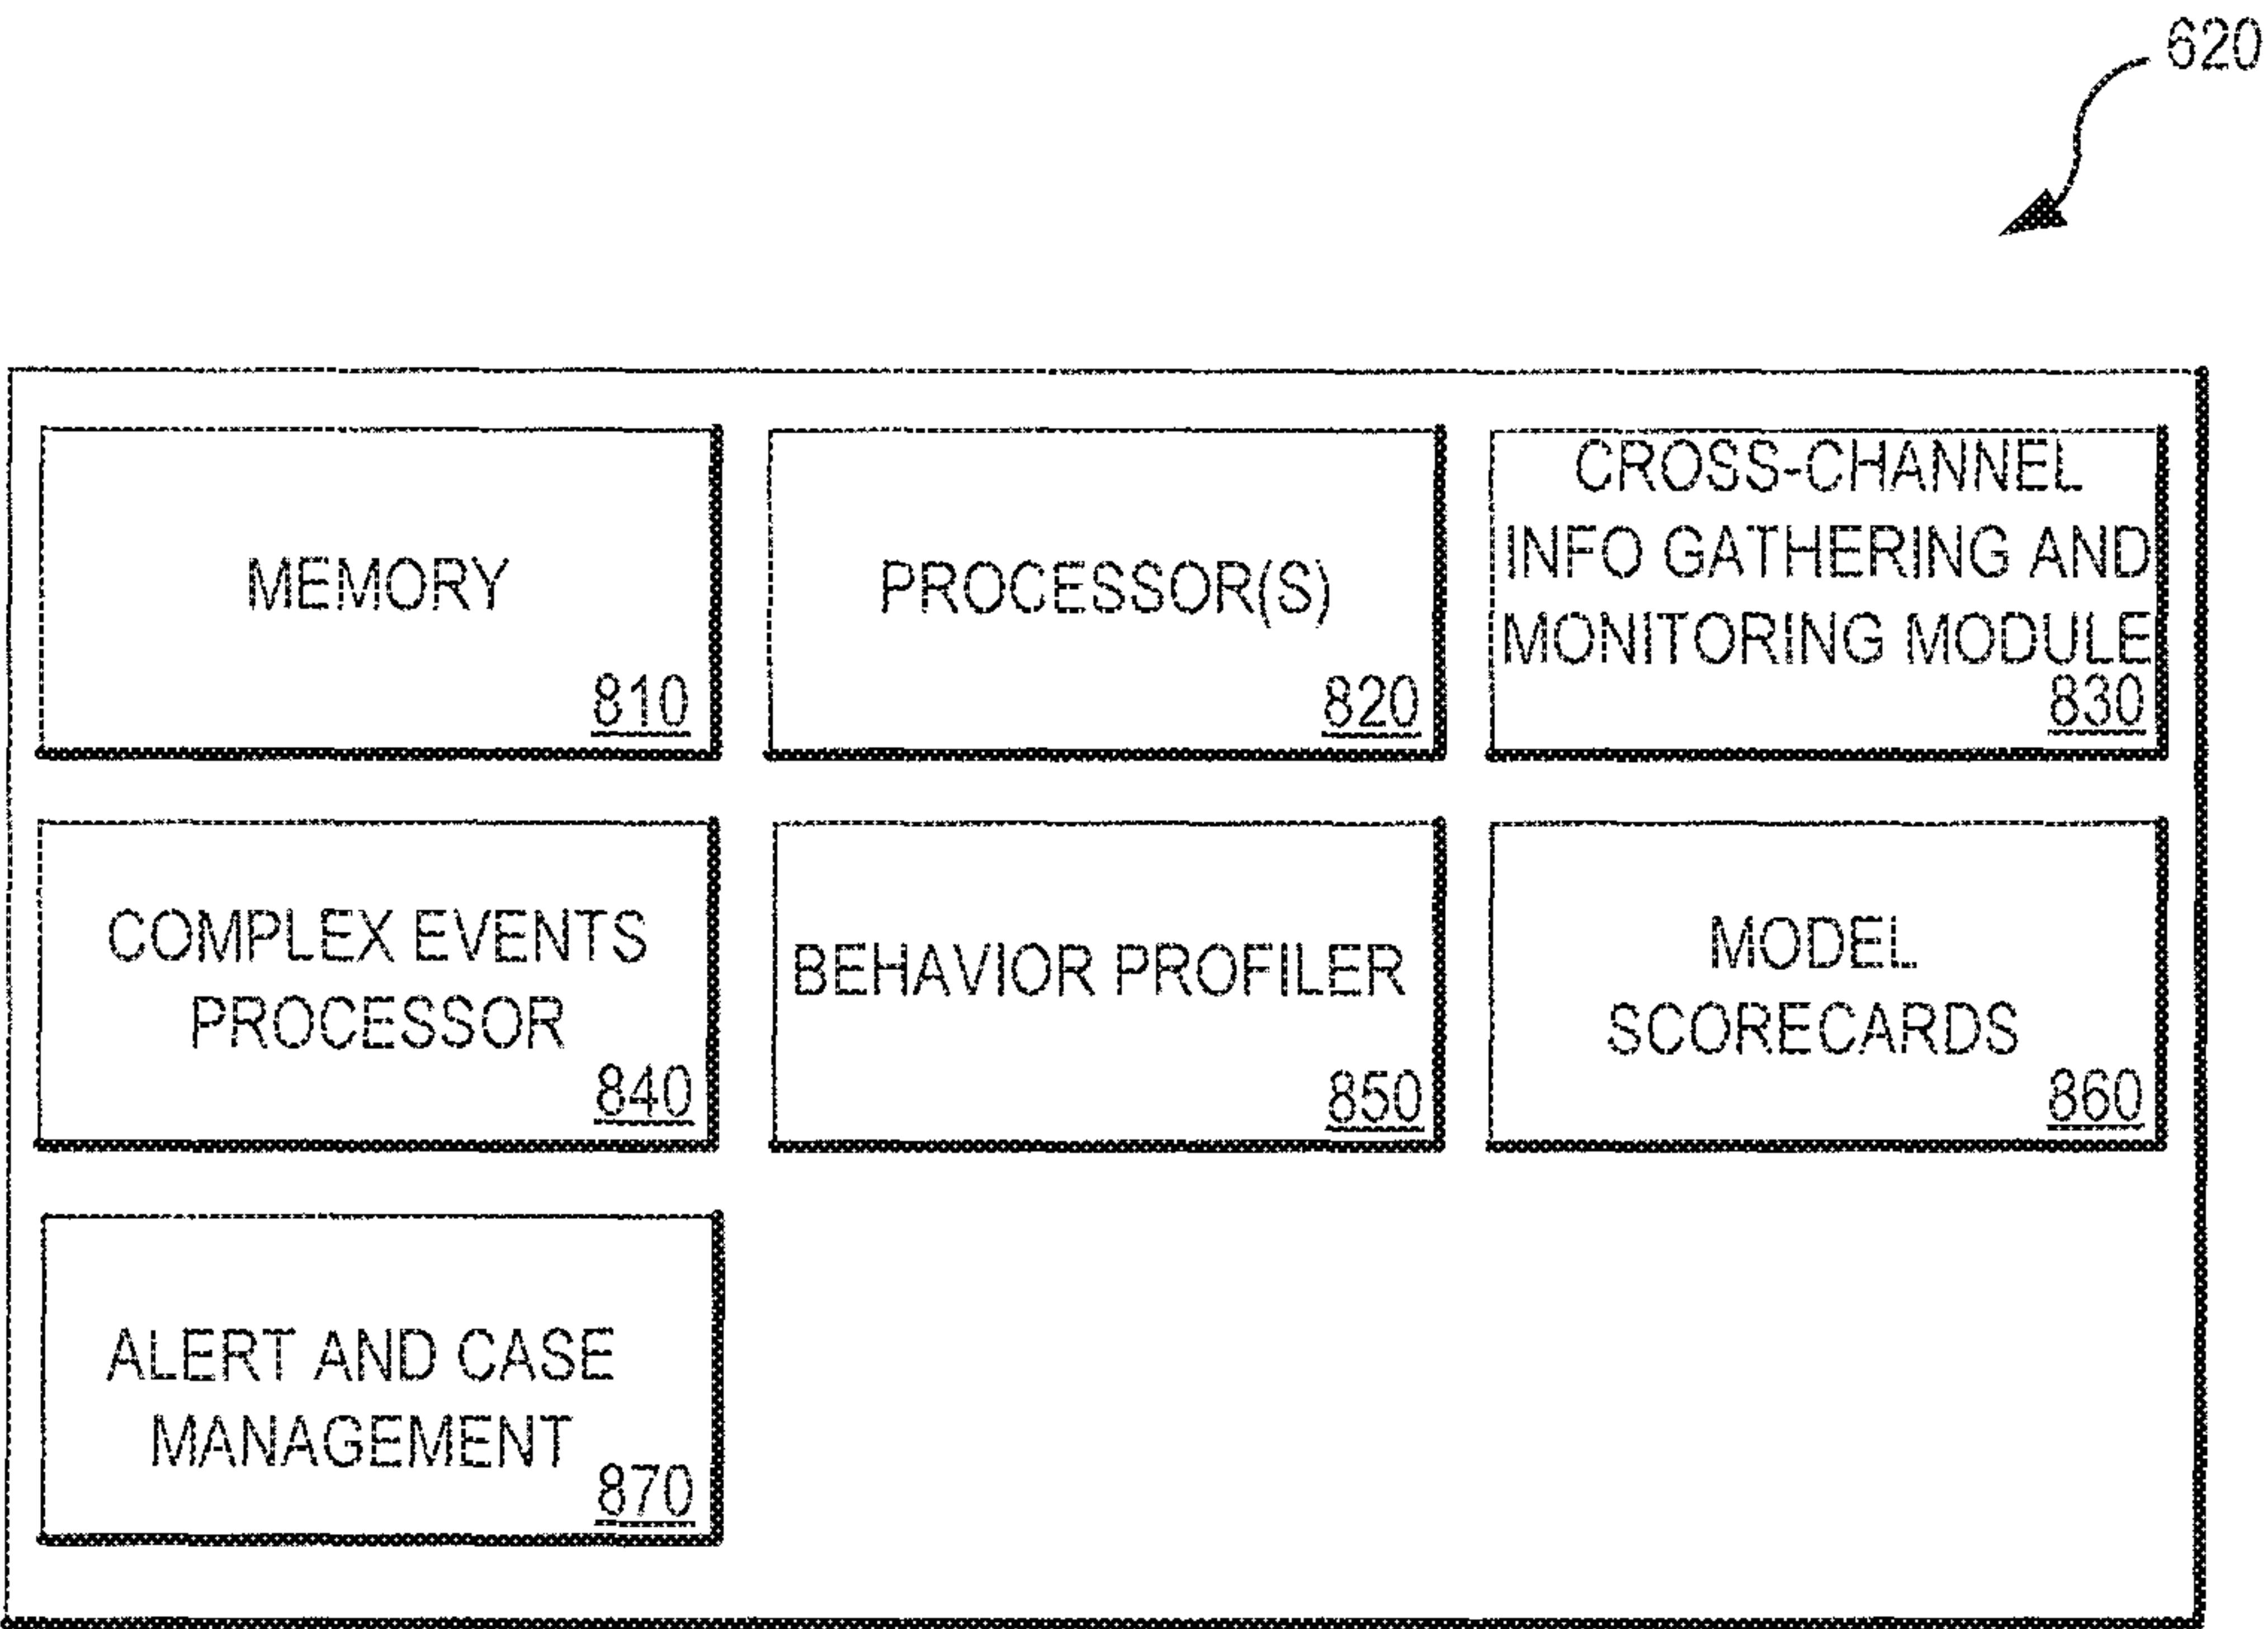 620
MEMORY
810
PROCESSOR(S)
820
CROSS-CHANNEL
INFO GATHERING AND
MONITORING MODULE
830
COMPLEX EVENTS
PROCESSOR
840
BEHAVIOR PROFILER
850
MODEL
SCORECARDS
860
ALERT AND CASE
MANAGEMENT
870